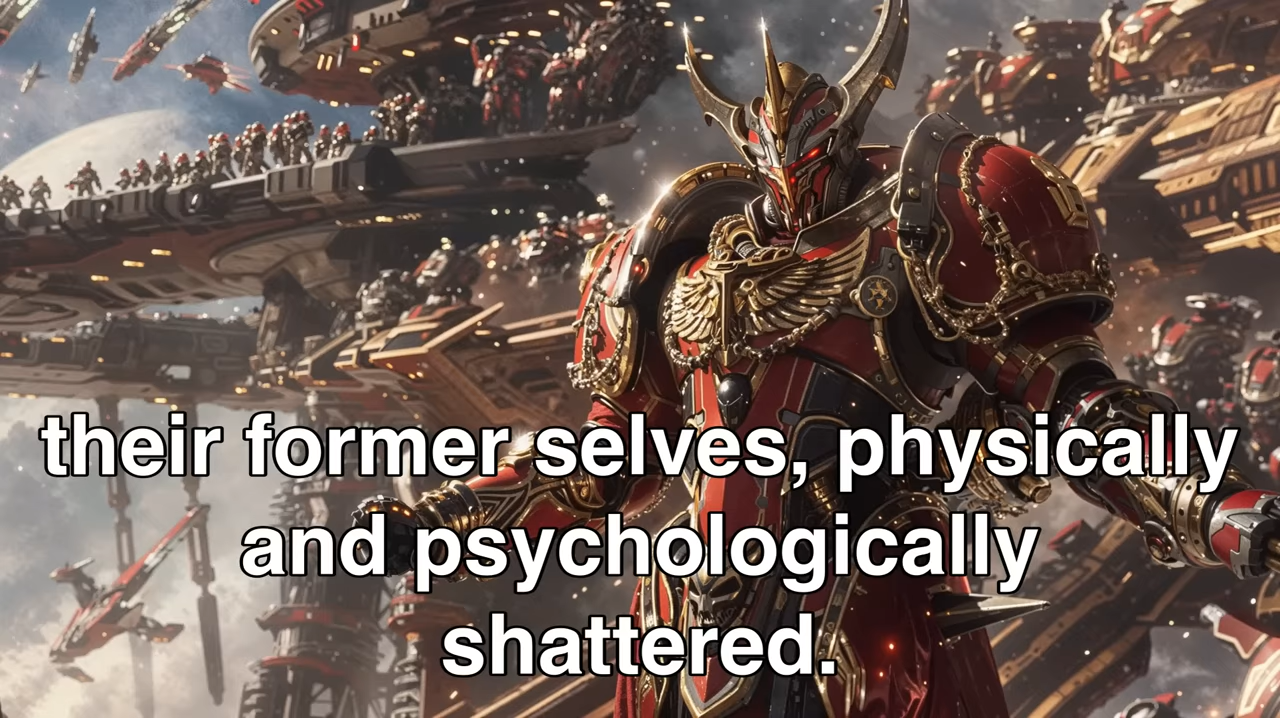 their former selves, physically
and psychologically
shattered.